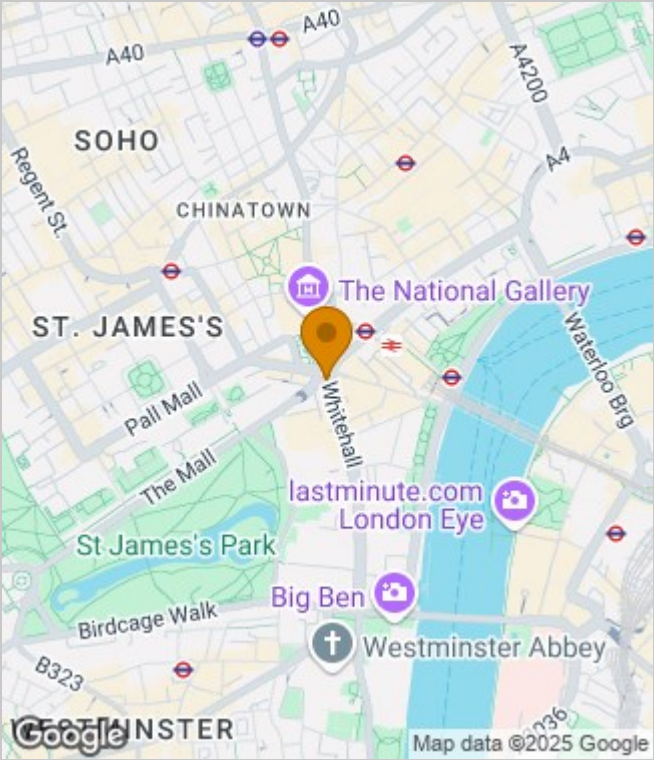 A40
A40
A4200
SOHO
A4
Regent St.
CHINATOWN
The National Gallery
ST. JAMES'S
Waterloo Brg
Pall Mall
Whitehall
The Mall
lastminute.com
London Eye
St James's Park
Big Ben
Birdcage Walk
Westminster Abbey
B323
WESTMINSTER
Google
Map data ©2025 Google